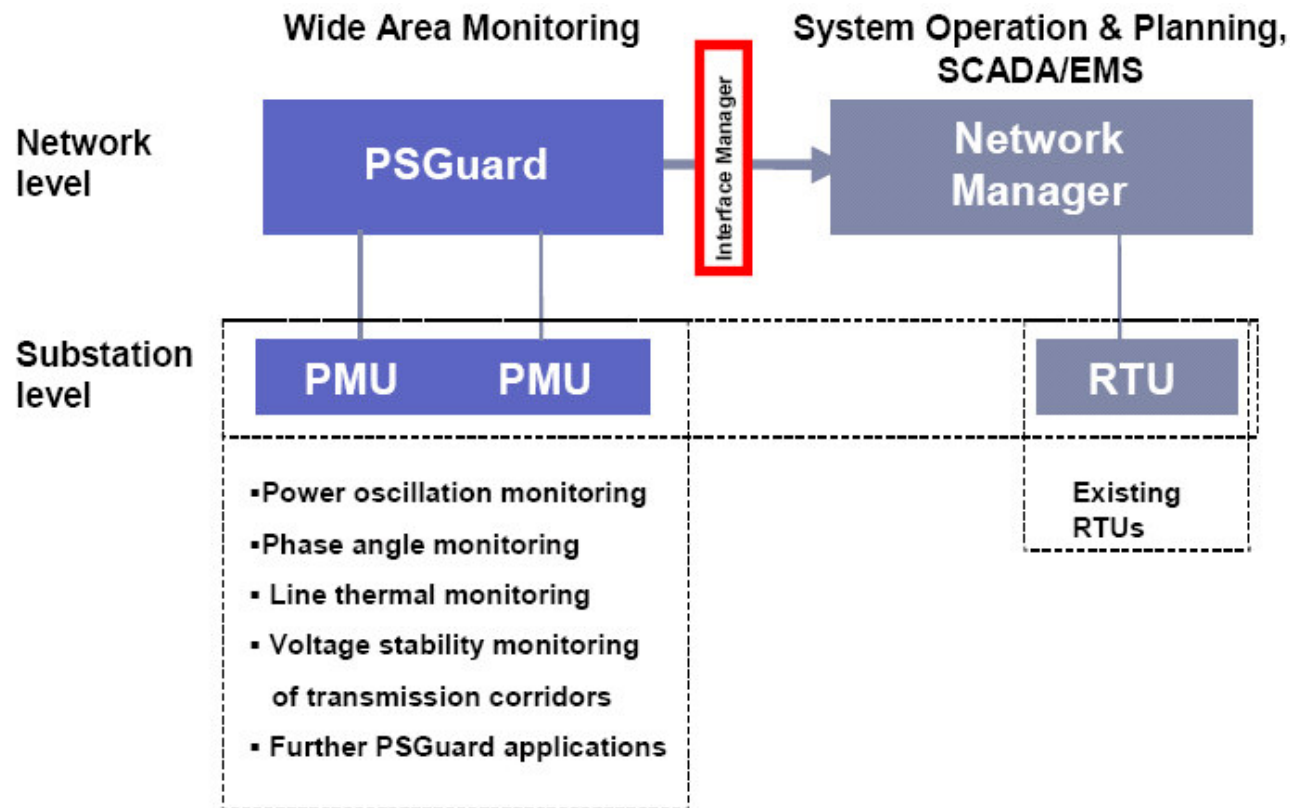 Wide Area Monitoring
System Operation & Planning,
SCADA/EMS
Network
level
PSGuard
Interface Manager
Network
Manager
Substation
level
PMU
PMU
RTU
▪Power oscillation monitoring
▪Phase angle monitoring
▪ Line thermal monitoring
▪ Voltage stability monitoring
of transmission corridors
▪ Further PSGuard applications
Existing
RTUs